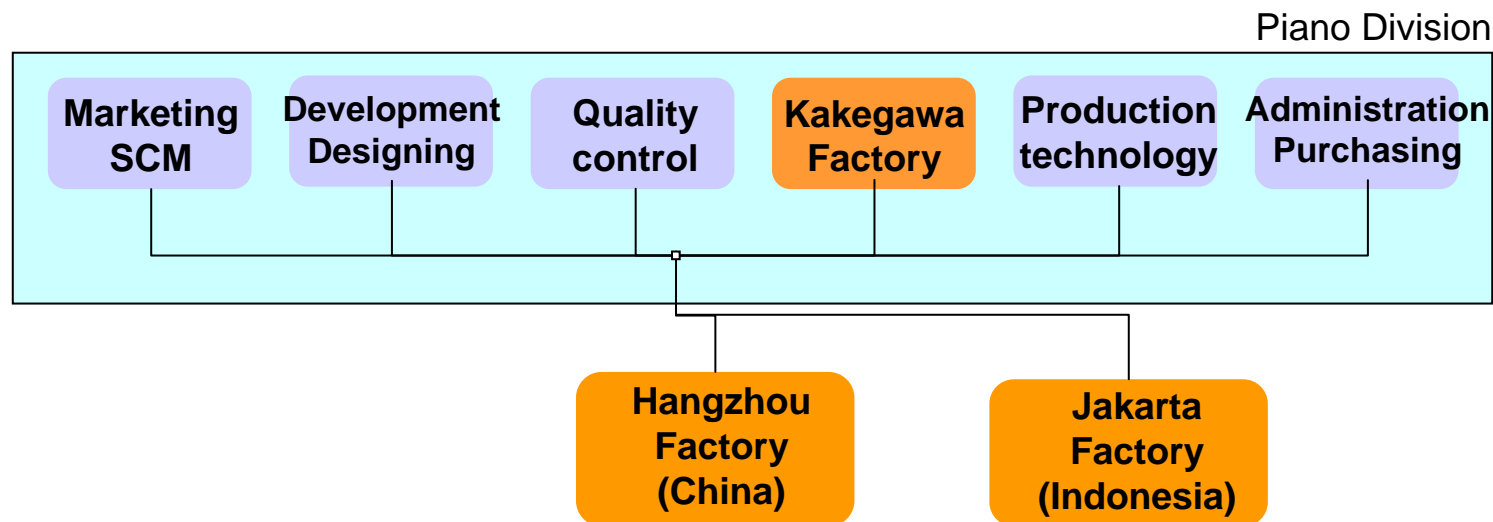 Piano Division
Marketing
SCM
Development
Designing
Quality
control
Kakegawa
Factory
Production
technology
Administration
Purchasing
Hangzhou
Factory
(China)
Jakarta
Factory
(Indonesia)